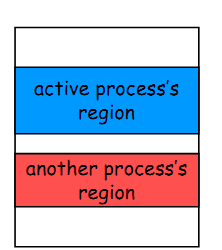 active process's
region
another process's
region